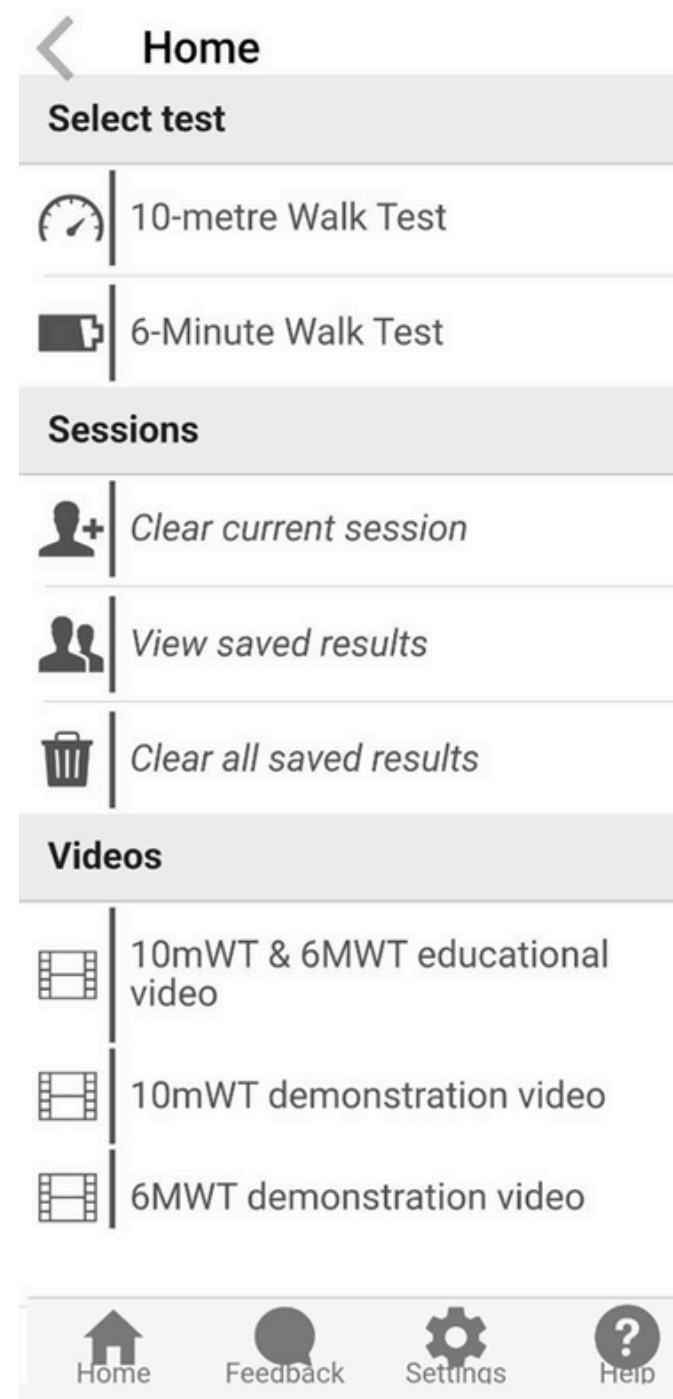 Home
Select test
10-metre Walk Test
6-Minute Walk Test
Sessions
Clear current session
View saved results
Clear all saved results
Videos
10mWT & 6MWT educational
video
10mWT demonstration video
6MWT demonstration video
Home Feedback Settings Help